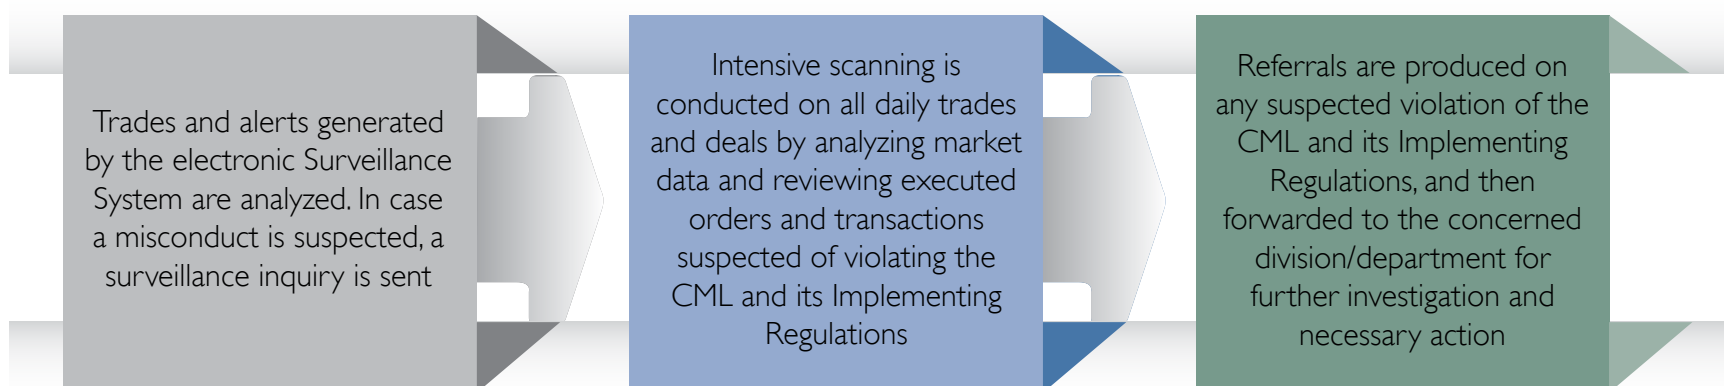 Trades and alerts generated
by the electronic Surveillance
System are analyzed. In case
a misconduct is suspected, a
surveillance inquiry is sent
Intensive scanning is
conducted on all daily trades
and deals by analyzing market
data and reviewing executed
orders and transactions
suspected of violating the
CML and its Implementing
Regulations
Referrals are produced on
any suspected violation of the
CML and its Implementing
Regulations, and then
forwarded to the concerned
division/department for
further investigation and
necessary action